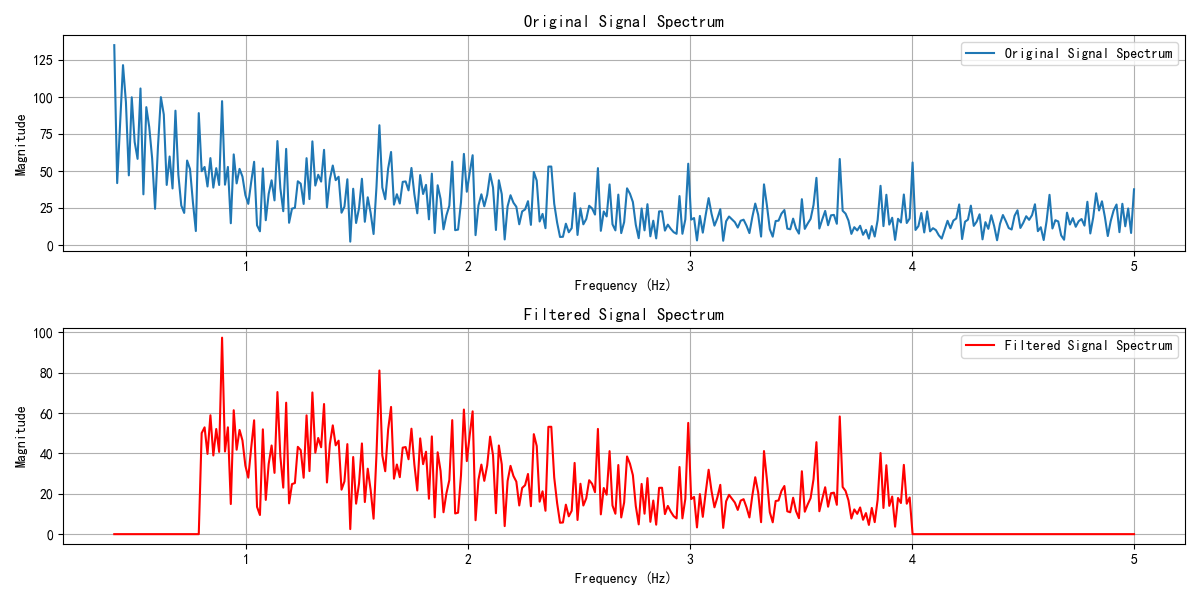 Original Signal Spectrum
Original Signal Spectrum
Magnitude
125
100
75
50
25
0
1
2
3
4
5
Frequency (Hz)
Filtered Signal Spectrum
Filtered Signal Spectrum
Magnitude
100
80
60
40
20
0
1
2
3
4
5
Frequency (Hz)